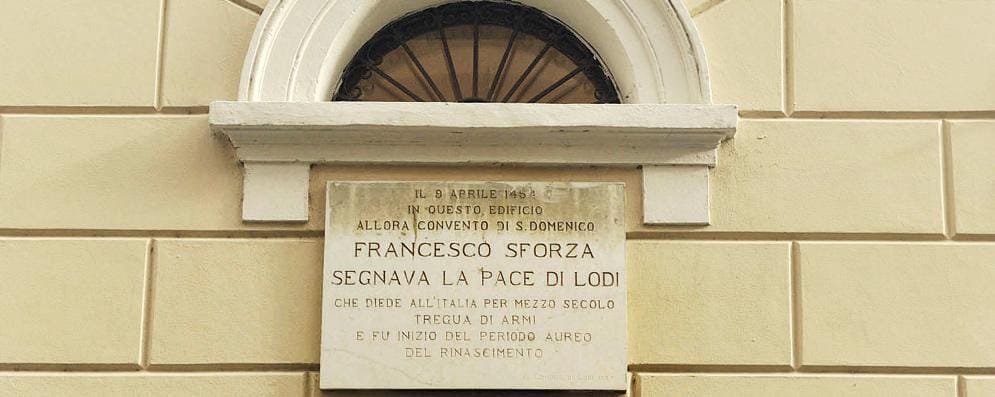 IL 9 APRILE 1454
IN QUESTO EDIFICIO
ALLORA CONVENTO DI S. DOMENICO
FRANCESCO SFORZA
SEGNAVA LA PACE DI LODI
CHE DIEDE ALL'ITALIA PER MEZZO SECOLO
TREGUA DI ARMI
E FU INIZIO DEL PERIODO AUREO
DEL RINASCIMENTO